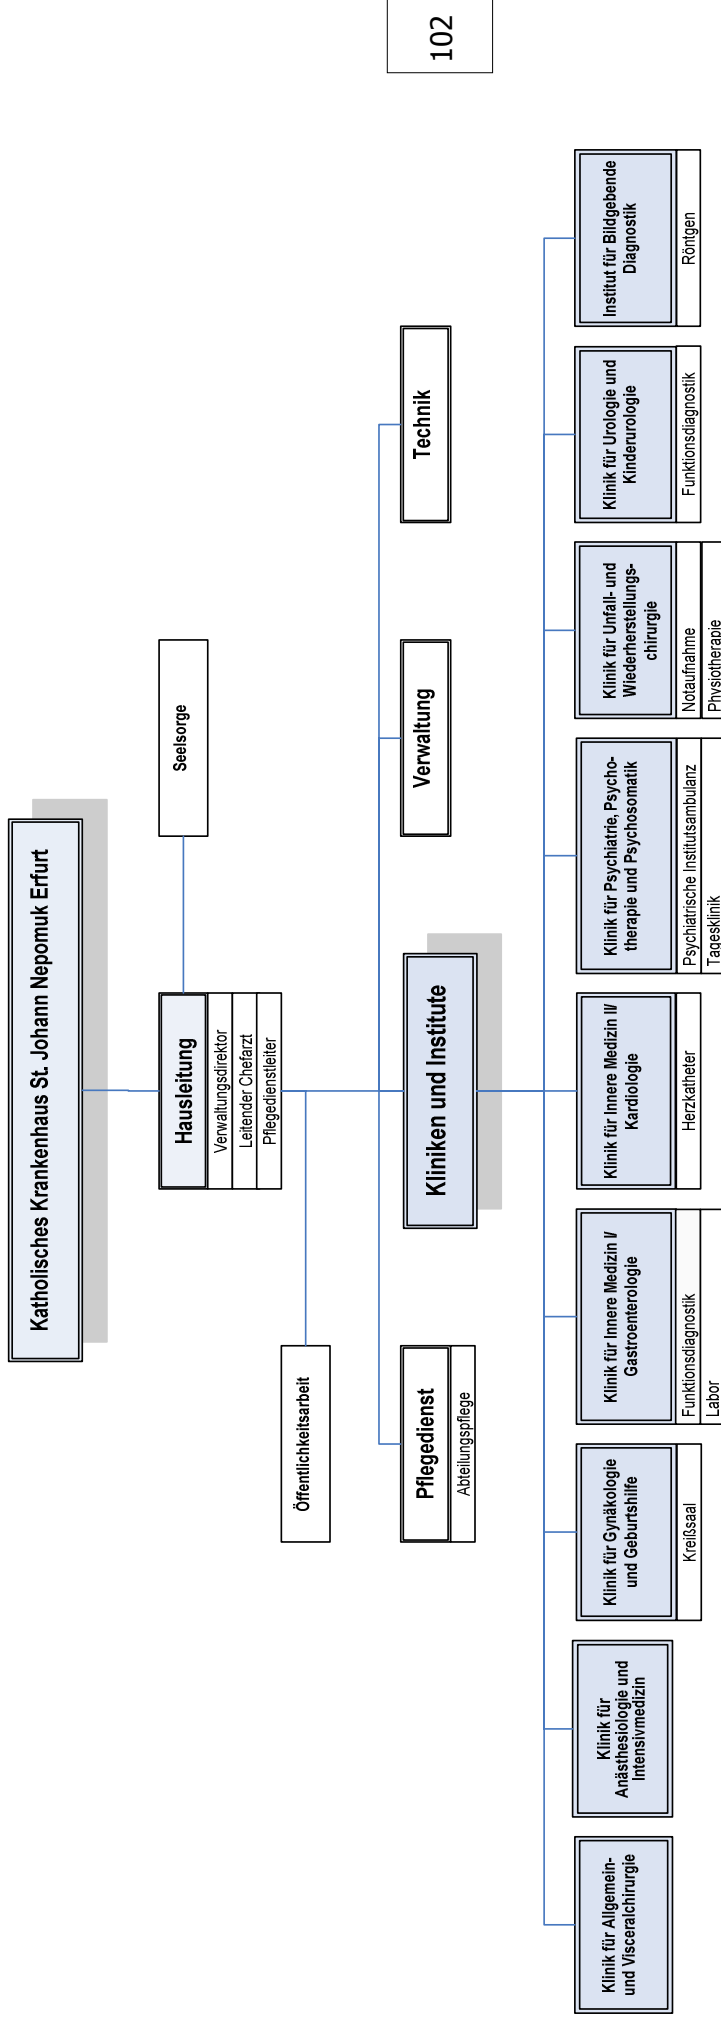 Katholisches Krankenhaus St. Johann Nepomuk Erfurt
Hausleitung
Verwaltungsdirektor
Leitender Chefarzt
Pflegedienstleiter
Seelsorge
Öffentlichkeitsarbeit
Pflegedienst
Abteilungspflege
Kliniken und Institute
Verwaltung
Technik
Klinik für Allgemein-
und Visceralchirurgie
Klinik für
Anästhesiologie und
Intensivmedizin
Klinik für Gynäkologie
und Geburtshilfe
Kreißsaal
Klinik für Innere Medizin I/
Gastroenterologie
Funktionsdiagnostik
Labor
Klinik für Innere Medizin II/
Kardiologie
Herzkatheter
Klinik für Psychiatrie, Psycho-
therapie und Psychosomatik
Psychiatrische Institutsambulanz
Tagesklinik
Klinik für Unfall- und
Wiederherstellungs-
chirurgie
Notaufnahme
Physiotherapie
Klinik für Urologie und
Kinderurologie
Funktionsdiagnostik
Institut für Bildgebende
Diagnostik
Röntgen
102